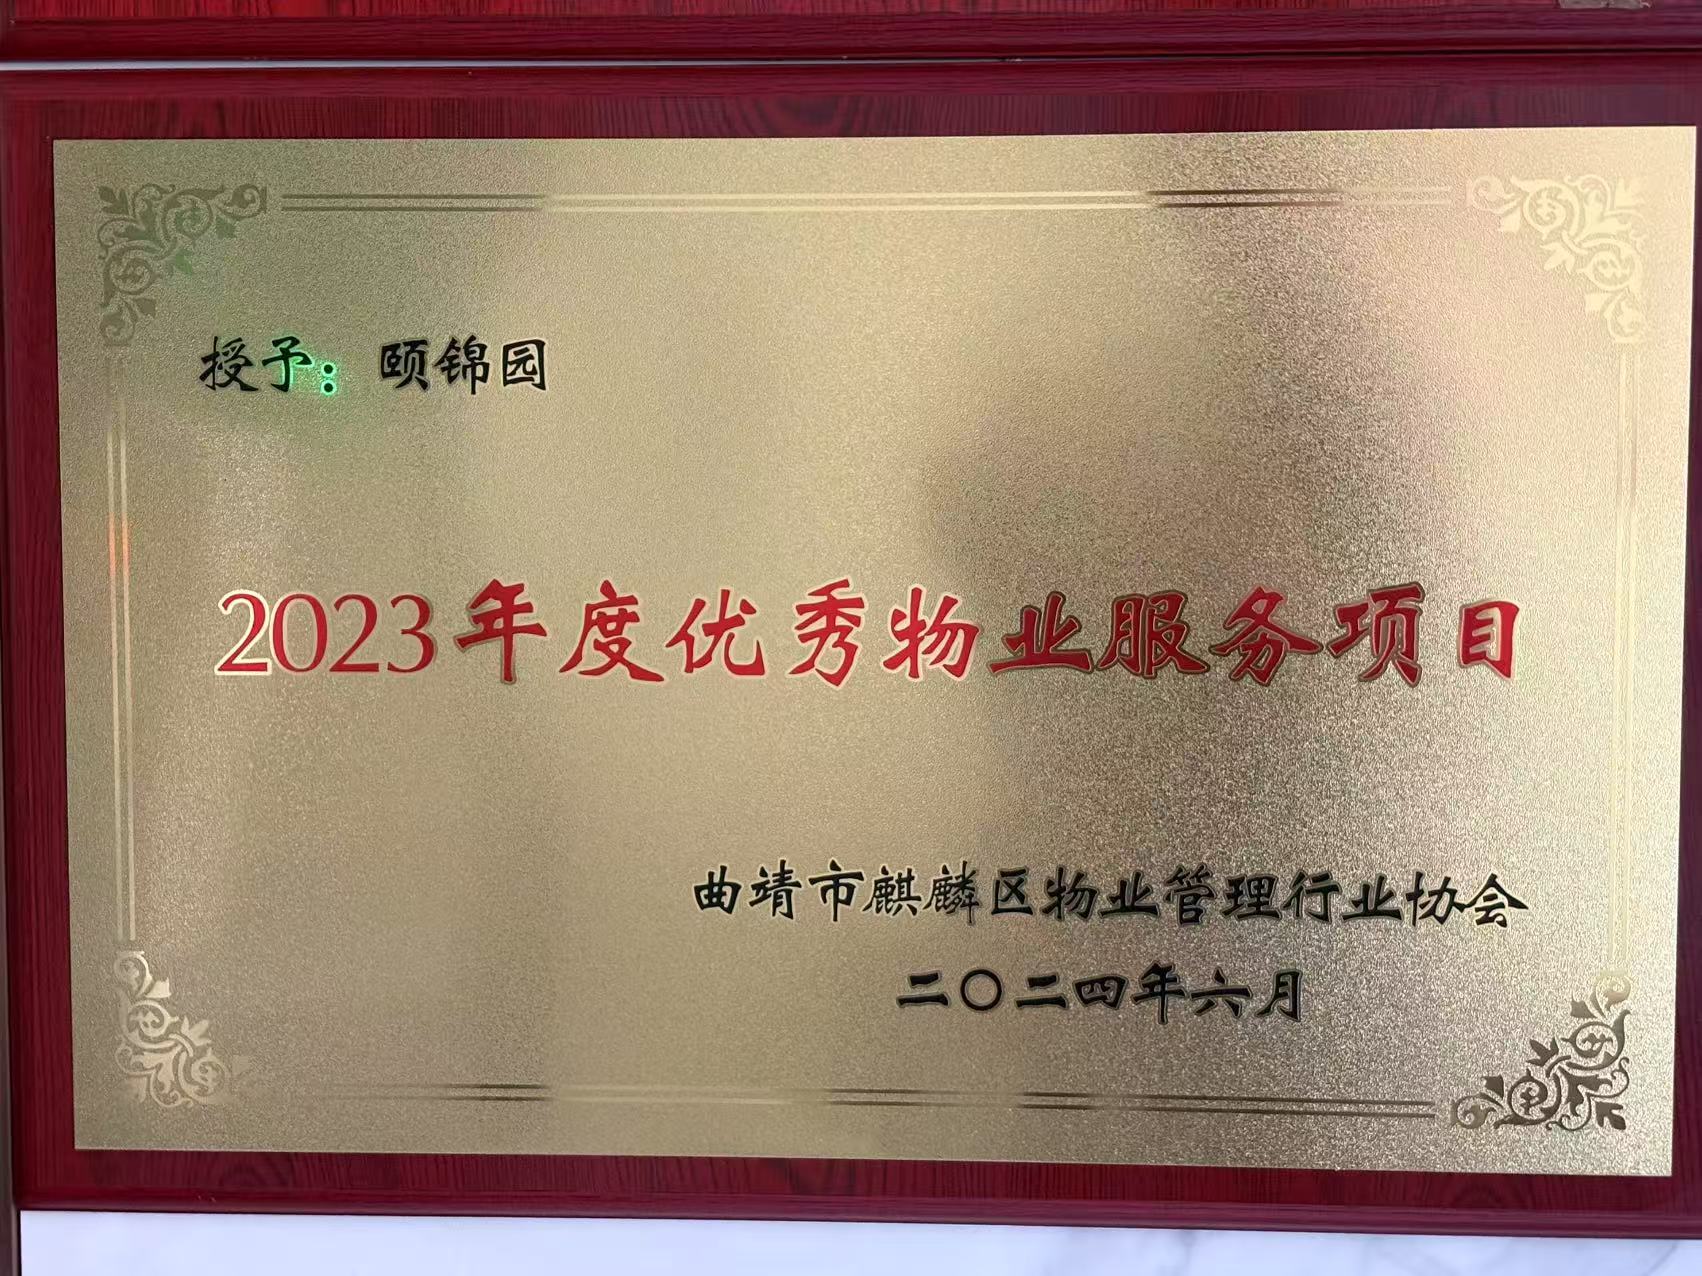 授予：颐锦园
2023年度优秀物业服务项目
曲靖市麒麟区物业管理行业协会
二〇二四年六月